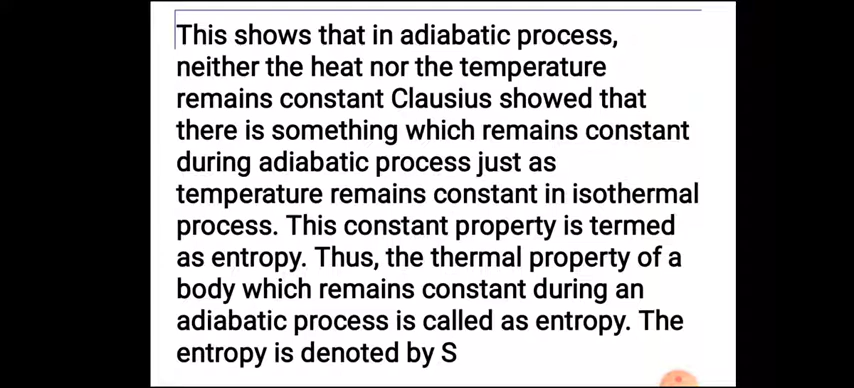 This shows that in adiabatic process,
neither the heat nor the temperature
remains constant Clausius showed that
there is something which remains constant
during adiabatic process just as
temperature remains constant in isothermal
process. This constant property is termed
as entropy. Thus, the thermal property of a
body which remains constant during an
adiabatic process is called as entropy. The
entropy is denoted by S